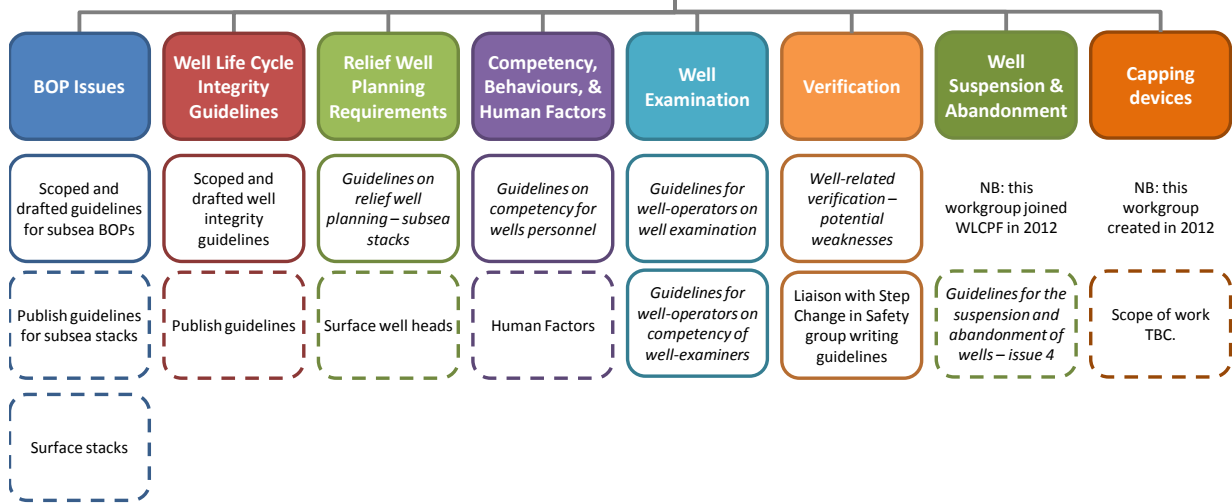 BOP Issues
Well Life Cycle
Integrity
Guidelines
Relief Well
Planning
Requirements
Competency,
Behaviours, &
Human Factors
Well
Examination
Verification
Well
Suspension &
Abandonment
Capping
devices
Scoped and
drafted guidelines
for subsea BOPs
Scoped and
drafted well
integrity
guidelines
Guidelines on
relief well
planning – subsea
stacks
Guidelines on
competency for
wells personnel
Guidelines for
well-operators on
well examination
Well-related
verification –
potential
weaknesses
NB: this
workgroup joined
WLCPF in 2012
NB: this
workgroup
created in 2012
Publish guidelines
for subsea stacks
Publish guidelines
Surface well heads
Human Factors
Guidelines for
well-operators on
competency of
well-examiners
Liaison with Step
Change in Safety
group writing
guidelines
Guidelines for the
suspension and
abandonment of
wells – issue 4
Scope of work
TBC.
Surface stacks